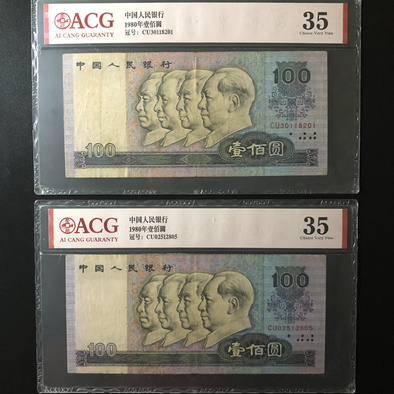 ACG
AI CANG GUARANTY
中国人民银行
1980年壹佰圆
冠号: CU30118201
35
Choice Very Fine
中国人民银行
100
CU30118201
100
壹佰圆
ACG
AI CANG GUARANTY
中国人民银行
1980年壹佰圆
冠号: CU02512805
35
Choice Very Fine
中国人民银行
100
CU02512805
100
壹佰圆